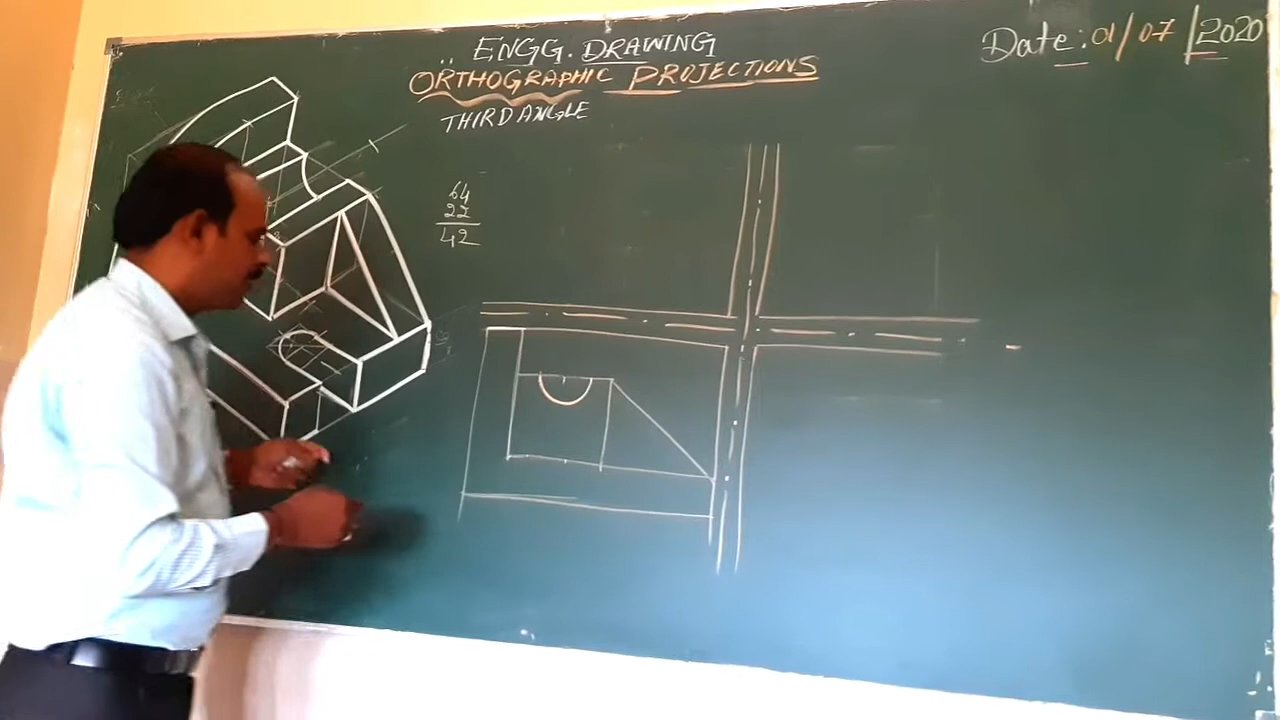 ENGG. DRAWING
Date: 01/07/2020
ORTHOGRAPHIC PROJECTIONS
THIRD ANGLE
64
22
42